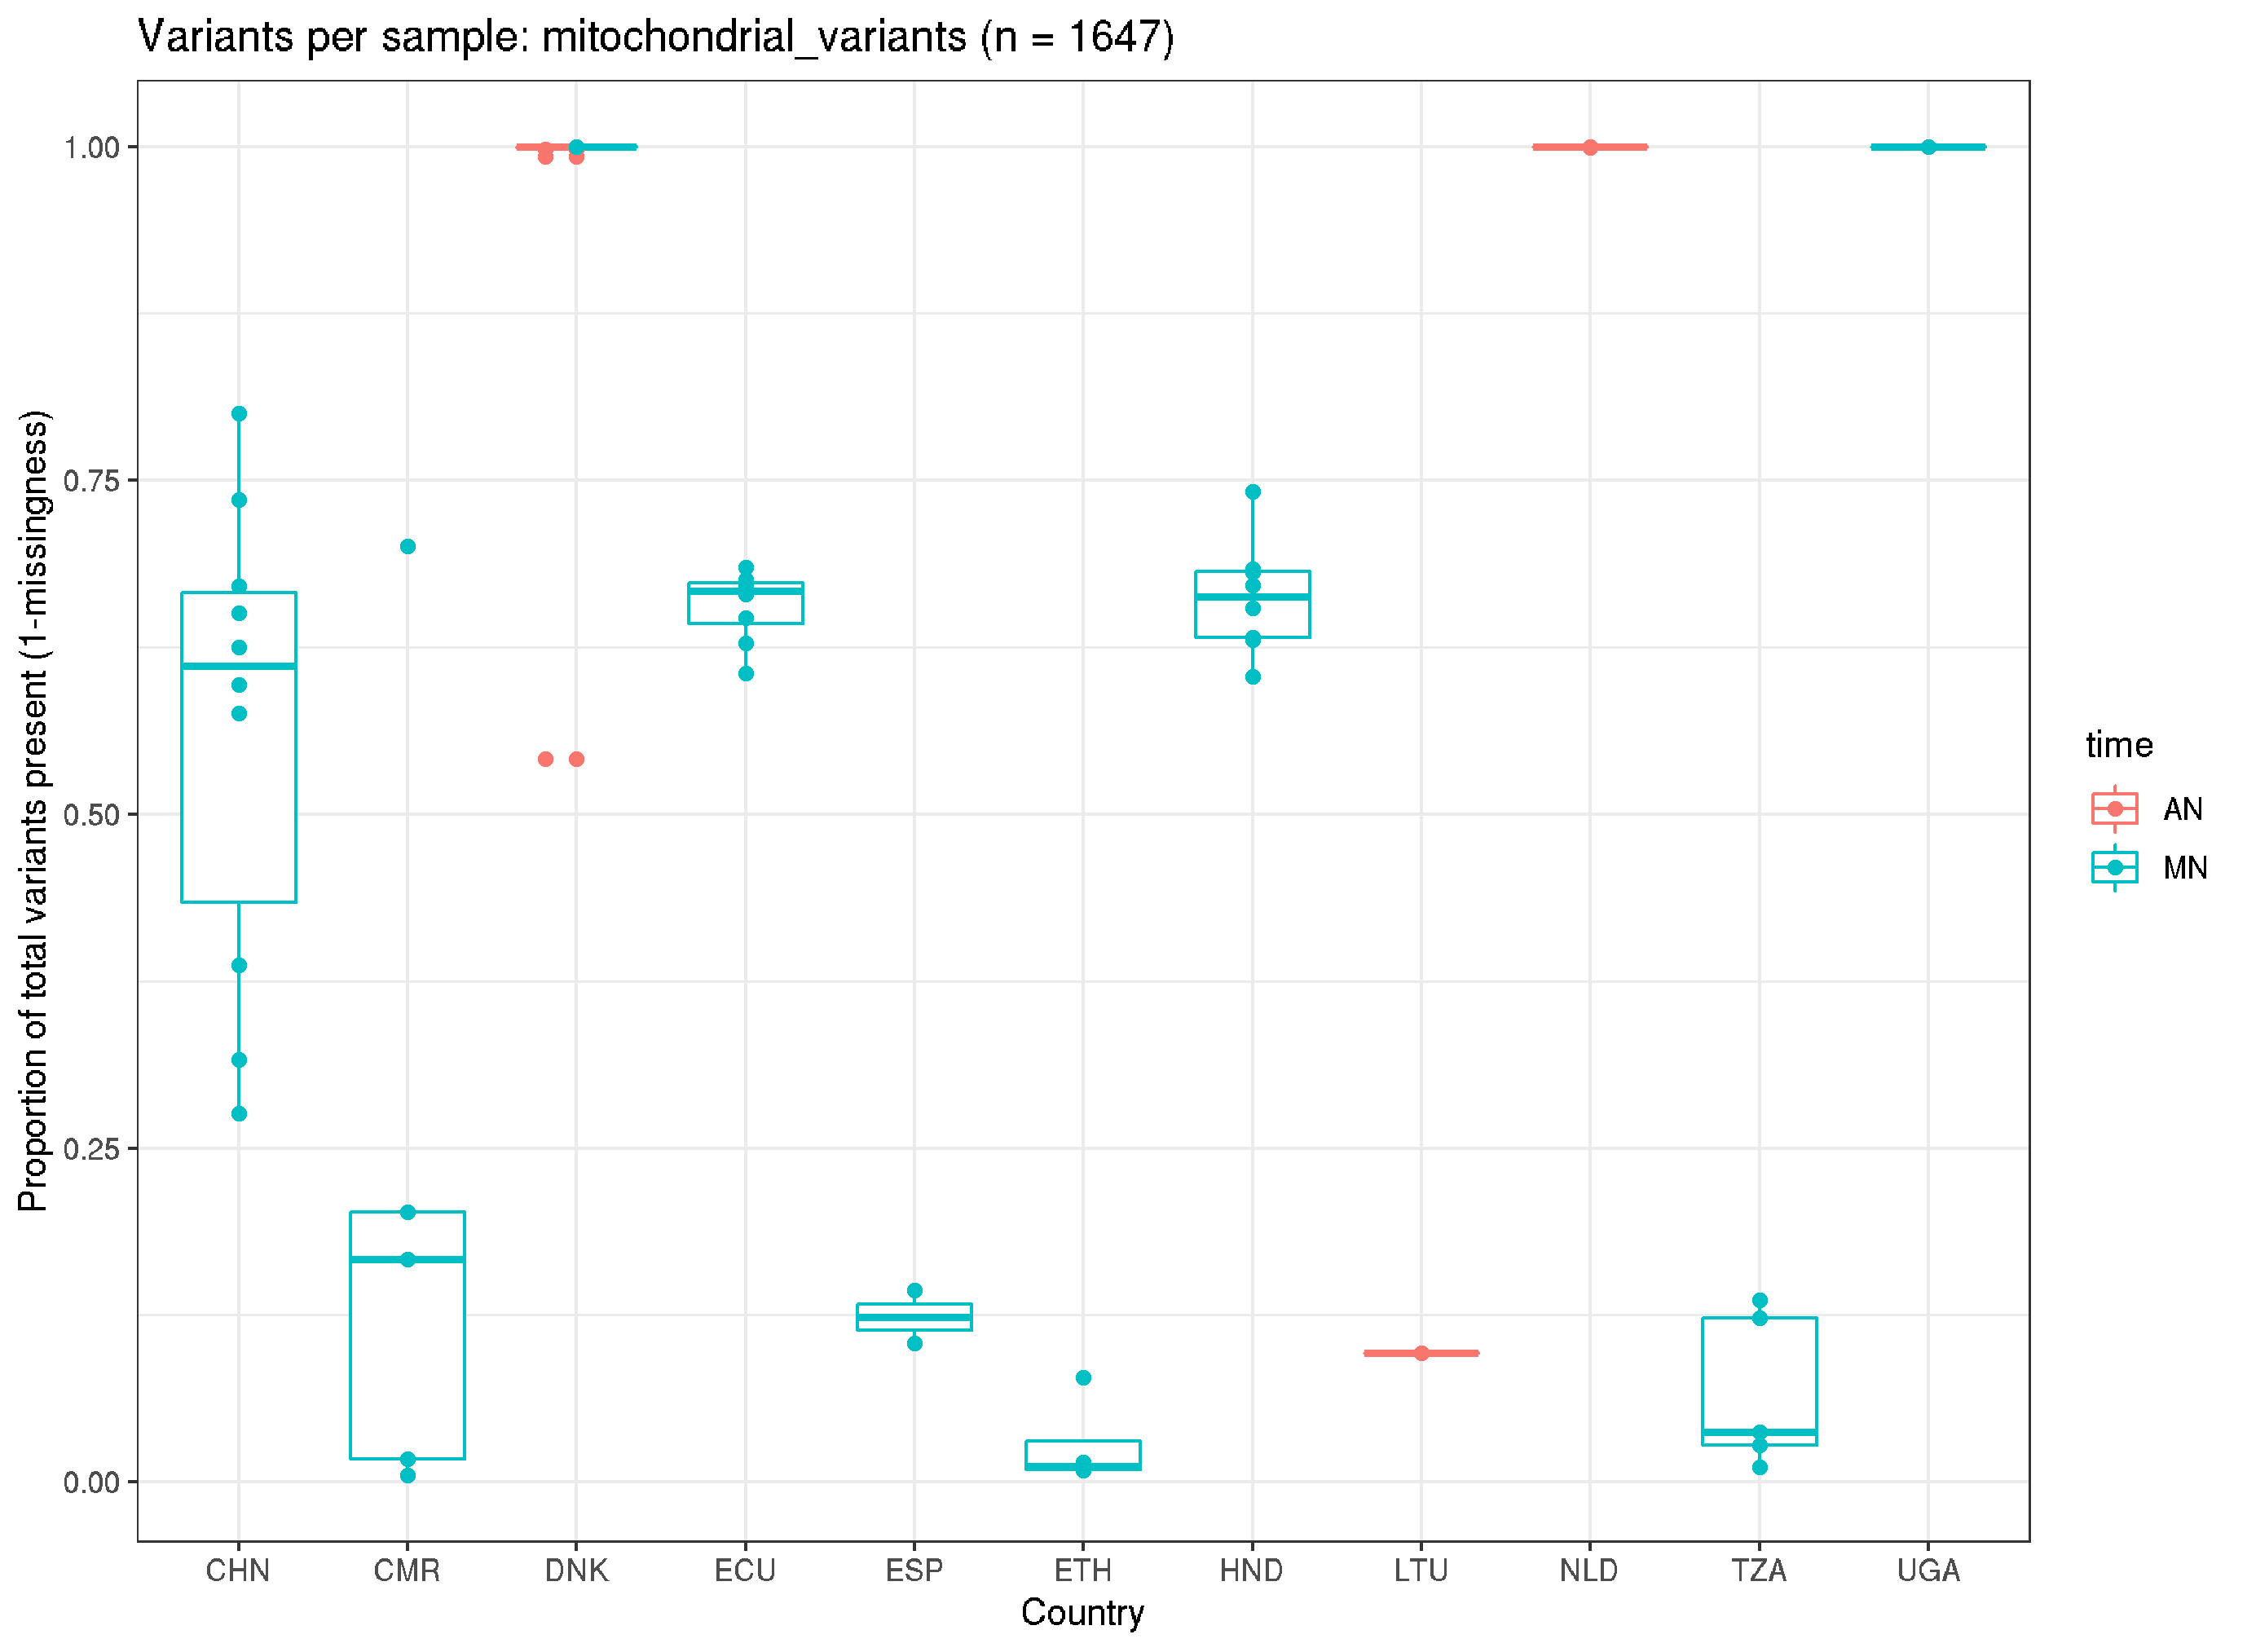 Variants per sample: mitochondrial_variants (n = 1647)
Proportion of total variants present (1-missingness)
1.00
0.75
0.50
0.25
0.00
CHN CMR DNK ECU ESP ETH HND LTU NLD TZA UGA
Country
time
AN
MN